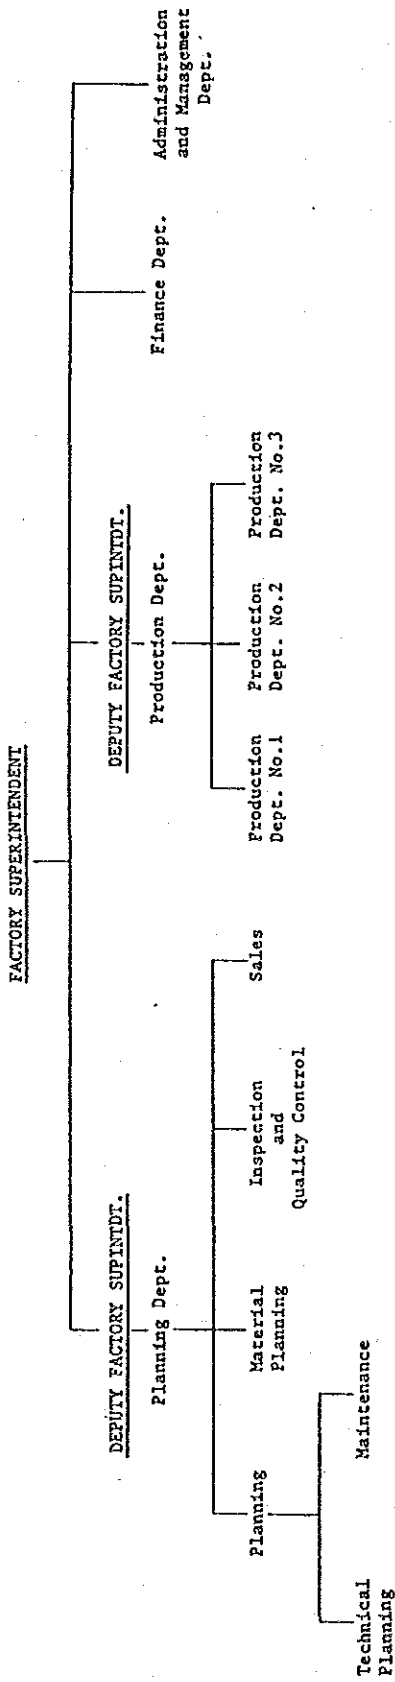 FACTORY SUPERINTENDENT
DEPUTY FACTORY SUPINTDT.
Planning Dept.
DEPUTY FACTORY SUPINTDT.
Production Dept.
Finance Dept.
Administration
and Management
Dept.
Planning
Material
Planning
Inspection
and
Quality Control
Sales
Production
Dept. No.1
Production
Dept. No.2
Production
Dept. No.3
Technical
Planning
Maintenance